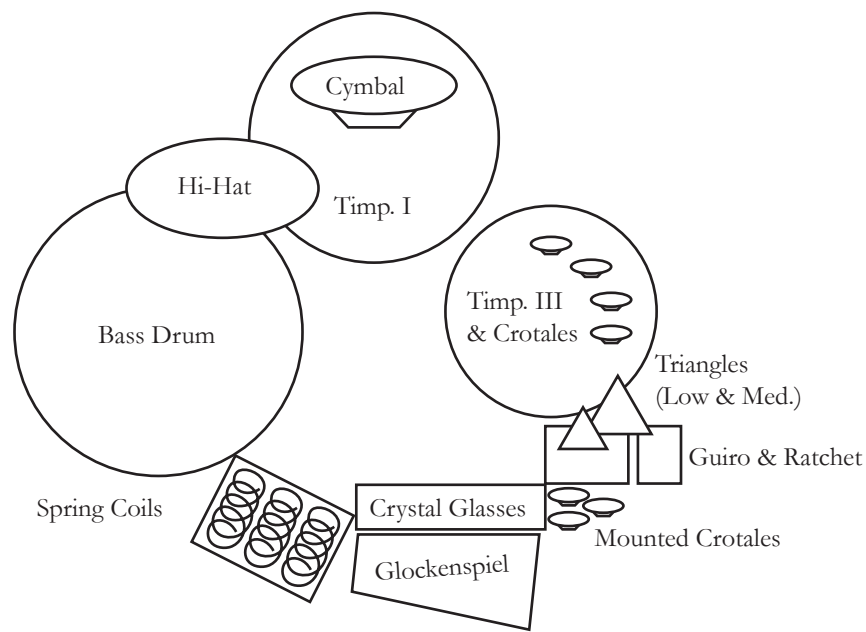 Cymbal
Hi-Hat
Timp. I
Timp. III
& Crotales
Bass Drum
Triangles
(Low & Med.)
Guiro & Ratchet
Spring Coils
Crystal Glasses
Mounted Crotales
Glockenspiel